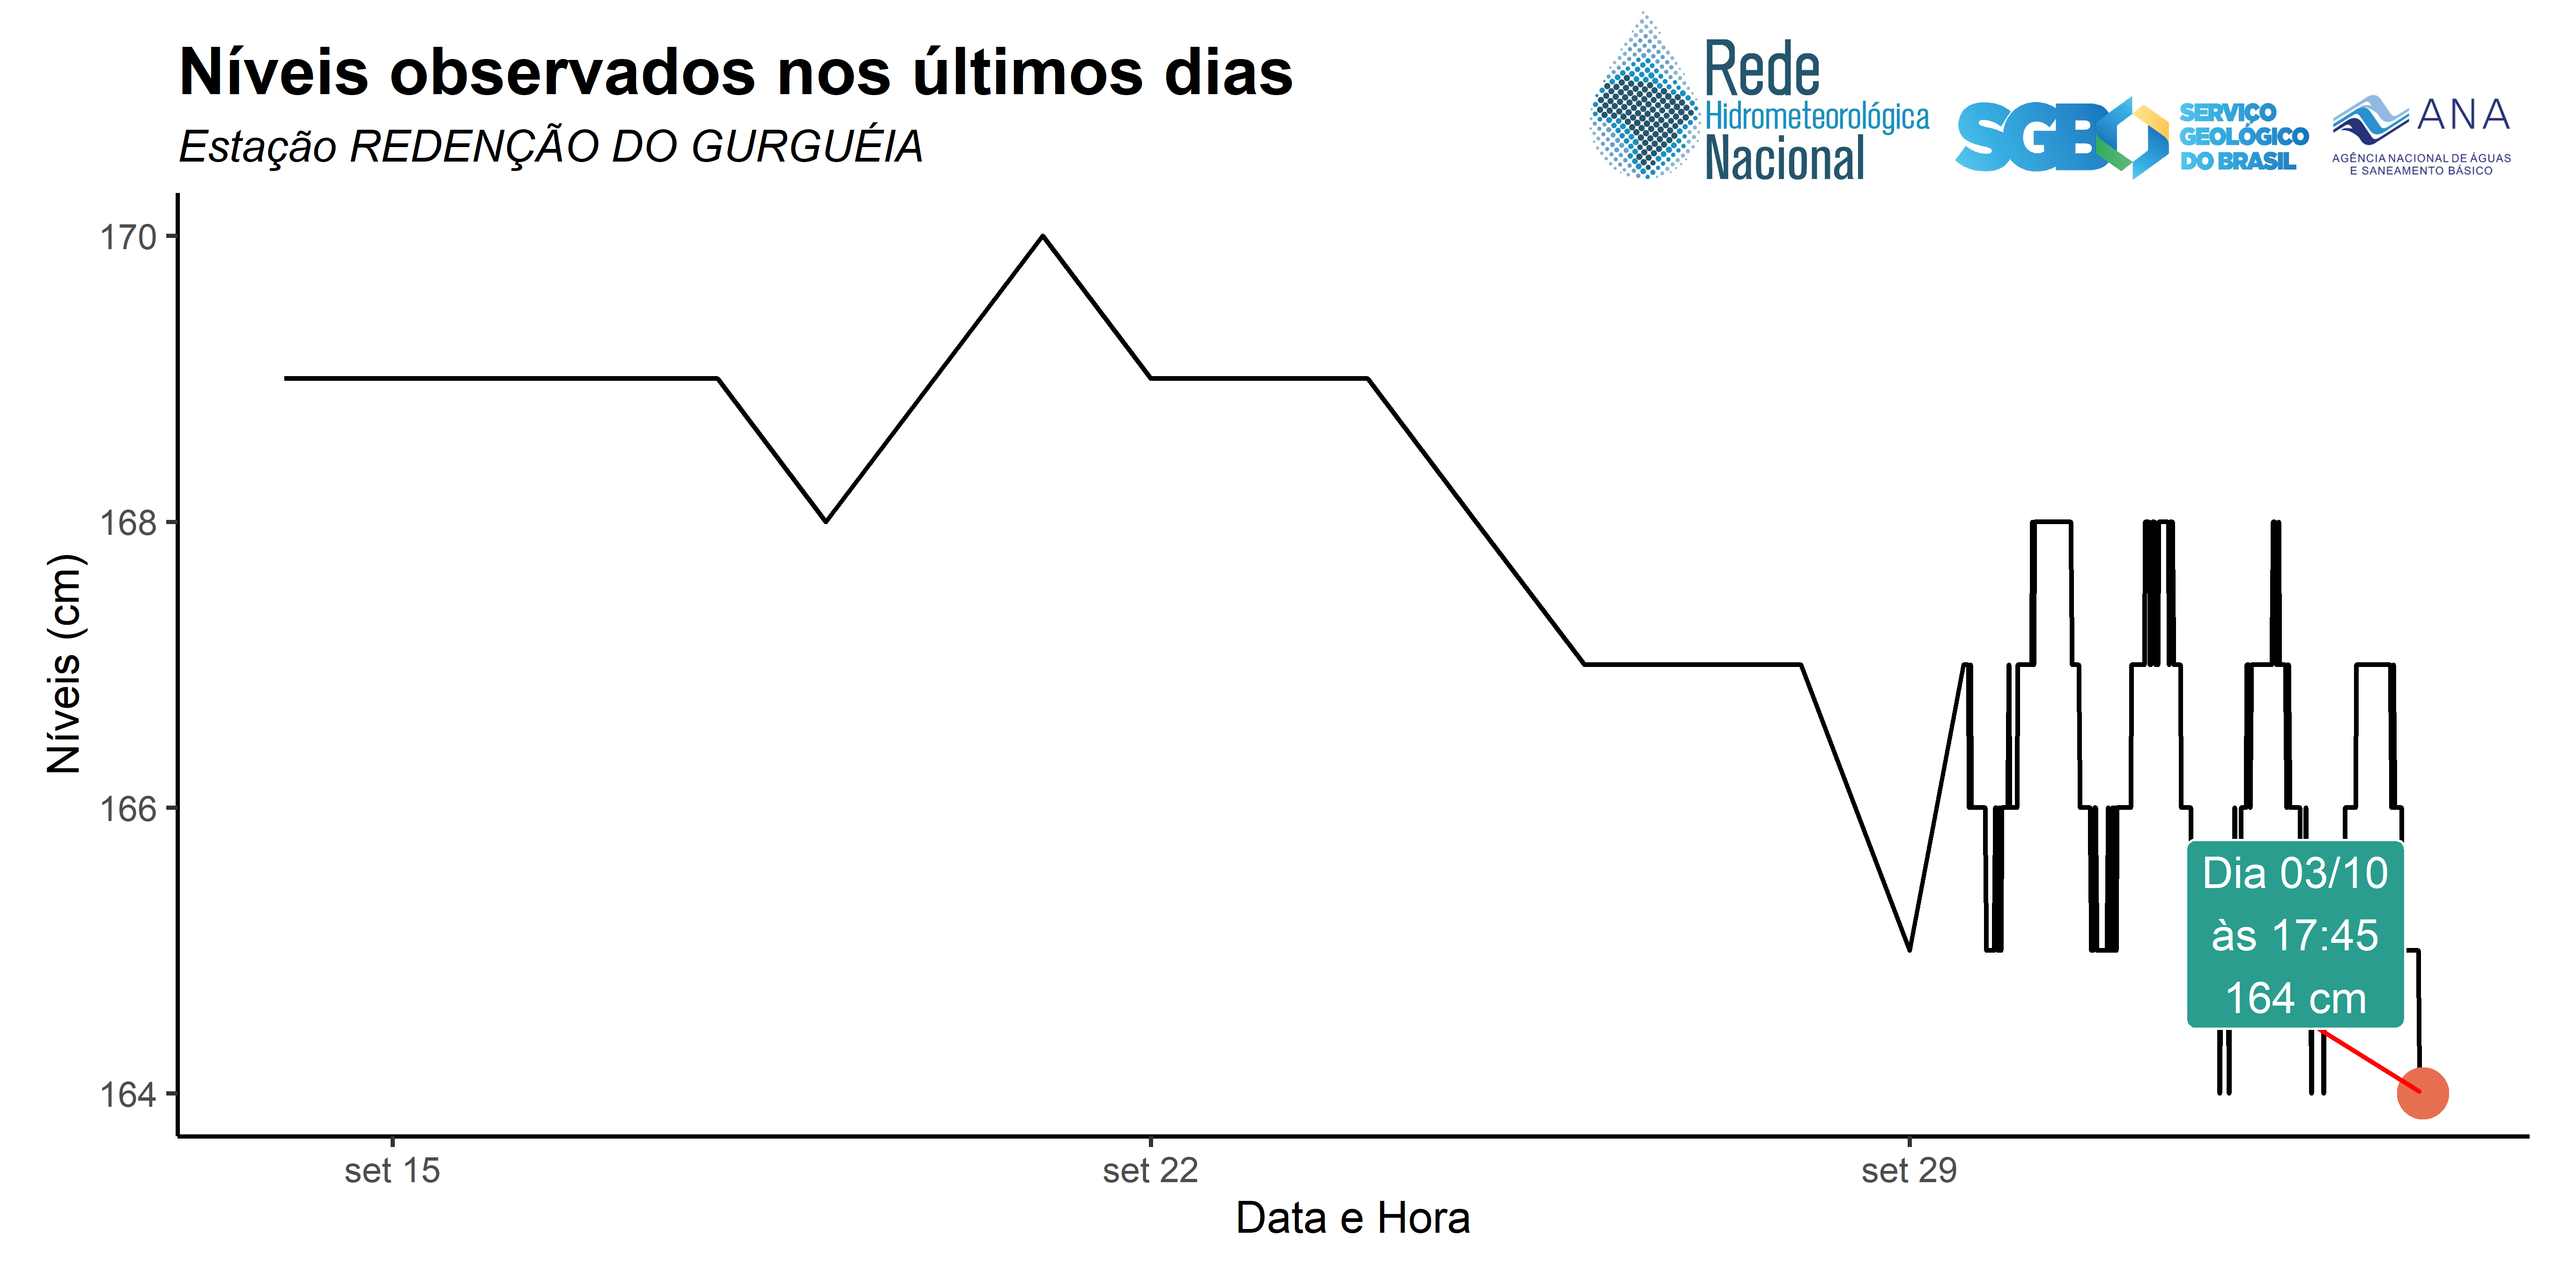 Níveis observados nos últimos dias
Estação REDENÇÃO DO GURGUÉIA
Rede
Hidrometeorológica
Nacional
SGB
SERVIÇO
GEOLÓGICO
DO BRASIL
ANA
AGÊNCIA NACIONAL DE ÁGUAS
E SANEAMENTO BÁSICO
170
168
166
164
Níveis (cm)
Dia 03/10
às 17:45
164 cm
set 15
set 22
set 29
Data e Hora